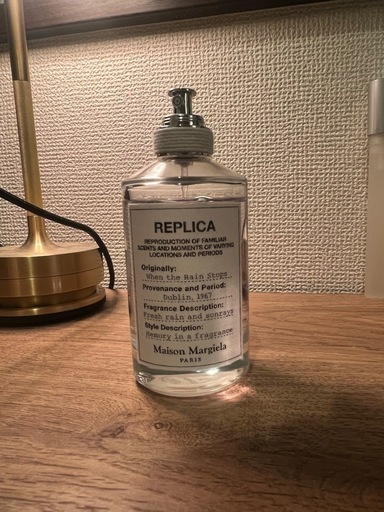 REPLICA
REPRODUCTION OF FAMILIAR
SCENTS AND MOMENTS OF VARYING
LOCATIONS AND PERIODS
Originally:
When the Rain Stops
Provenance and Period:
Dublin, 1967
Fragrance Description:
Fresh rain and sunrays
Style Description:
Memory in a fragrance
Maison Margiela
PARIS